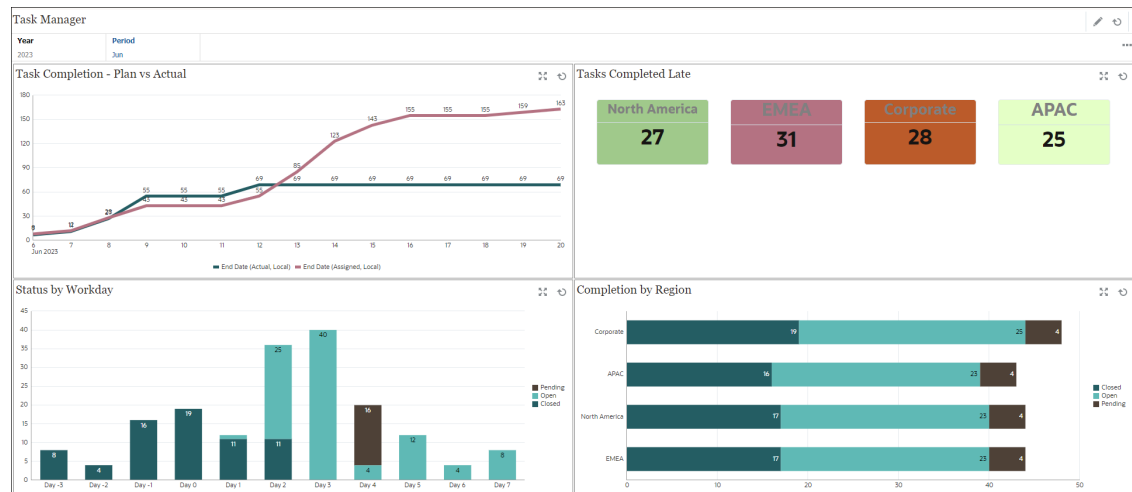 Task Manager
Year Period
2023 Jun
Task Completion - Plan vs Actual
180
150
120
90
60
30
0
12 55 55 55 69 69 69 69 69 69 69 69 69
43 43 43 55 85 123 143 155 155 155 159 163
6 7 8 9 10 11 12 13 14 15 16 17 18 19 20
Jun 2023
End Date (Actual, Local) End Date (Assigned, Local)
Tasks Completed Late
North America EMEA Corporate APAC
27 31 28 25
Status by Workday
45
40
35
30
25
20
15
10
5
0
8 4 16 19 11 11 25 40 16 4 12 4 8
Day -3 Day -2 Day -1 Day 0 Day 1 Day 2 Day 3 Day 4 Day 5 Day 6 Day 7
Pending
Open
Closed
Completion by Region
Corporate 19 25 4
APAC 16 23 4
North America 17 23 4
EMEA 17 23 4
0 10 20 30 40 50
Closed
Open
Pending